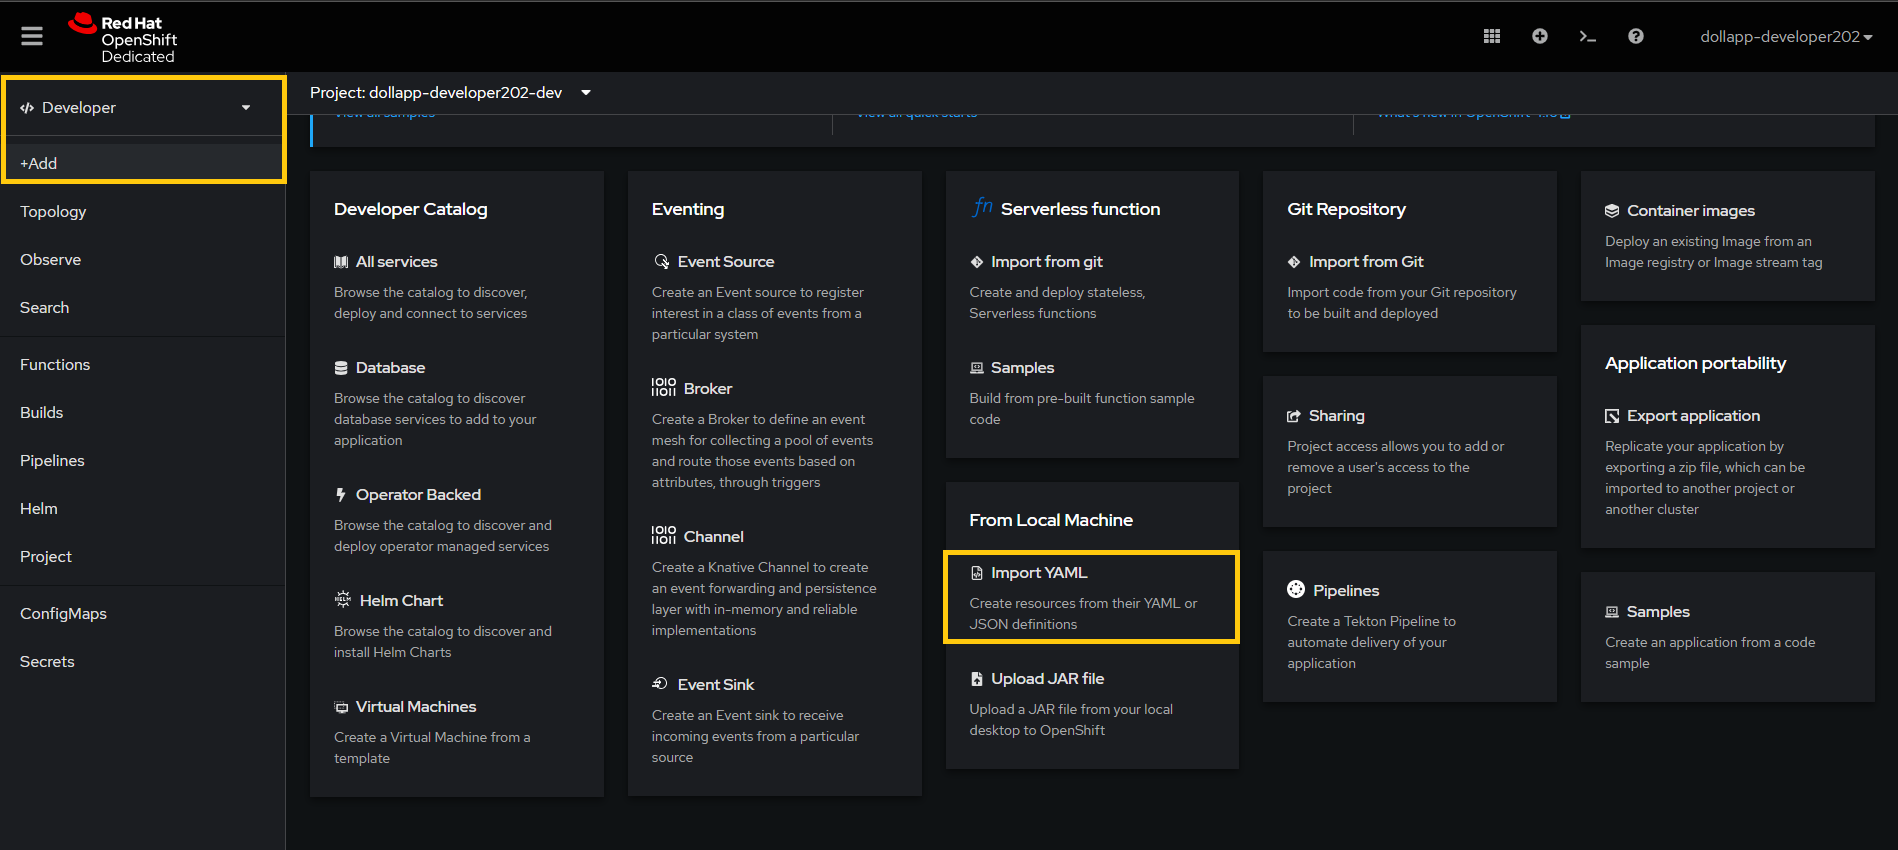 Red Hat
OpenShift
Dedicated
dollapp-developer202
Developer
+Add
Topology
Observe
Search
Functions
Builds
Pipelines
Helm
Project
ConfigMaps
Secrets
Project: dollapp-developer202-dev
View all samples
View all quick starts
What's new in OpenShift
Developer Catalog
All services
Browse the catalog to discover,
deploy and connect to services
Database
Browse the catalog to discover
database services to add to your
application
Operator Backed
Browse the catalog to discover and
deploy operator managed services
HELM
Helm Chart
Browse the catalog to discover and
install Helm Charts
Virtual Machines
Create a Virtual Machine from a
template
Eventing
Event Source
Create an Event source to register
interest in a class of events from a
particular system
Broker
Create a Broker to define an event
mesh for collecting a pool of events
and route those events based on
attributes, through triggers
Channel
Create a Knative Channel to create
an event forwarding and persistence
layer with in-memory and reliable
implementations
Event Sink
Create an Event sink to receive
incoming events from a particular
source
fn Serverless function
Import from git
Create and deploy stateless,
Serverless functions
Samples
Build from pre-built function sample
code
From Local Machine
Import YAML
Create resources from their YAML or
JSON definitions
Upload JAR file
Upload a JAR file from your local
desktop to OpenShift
Git Repository
Import from Git
Import code from your Git repository
to be built and deployed
Sharing
Project access allows you to add or
remove a user's access to the
project
Pipelines
Create a Tekton Pipeline to
automate delivery of your
application
Container images
Deploy an existing Image from an
Image registry or Image stream tag
Application portability
Export application
Replicate your application by
exporting a zip file, which can be
imported to another project or
another cluster
Samples
Create an application from a code
sample